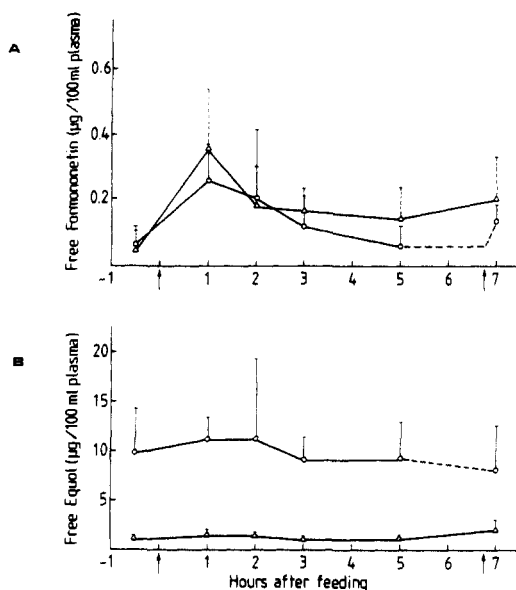 A
Free Formononetin (µg/100ml plasma)
0.6
0.4
0.2
-1 1 2 3 4 5 6 7
B
Free Equol (µg/100 ml plasma)
20
15
10
5
-1 1 2 3 4 5 6 7
Hours after feeding